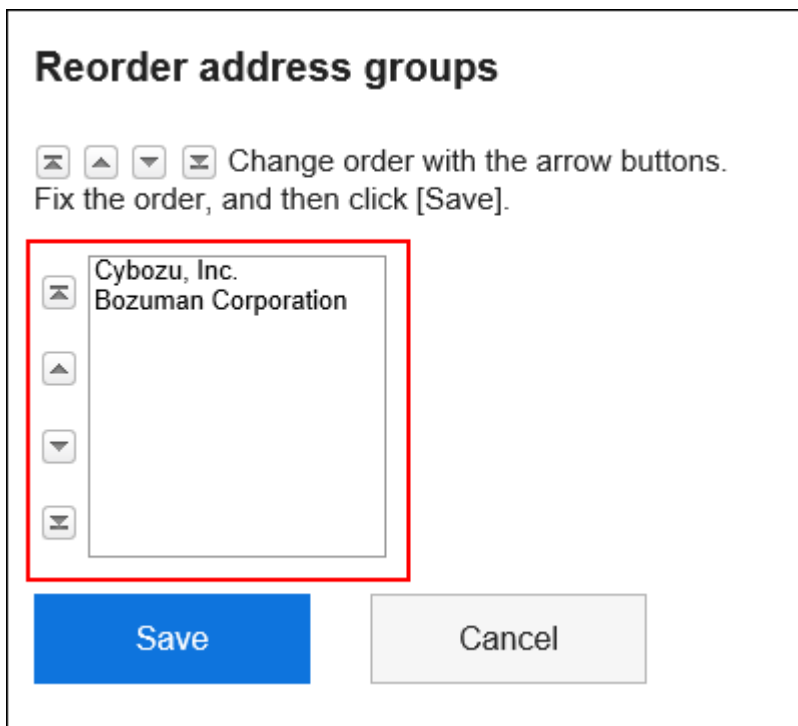 Reorder address groups
Change order with the arrow buttons.
Fix the order, and then click [Save].
Cybozu, Inc.
Bozuman Corporation
Save
Cancel